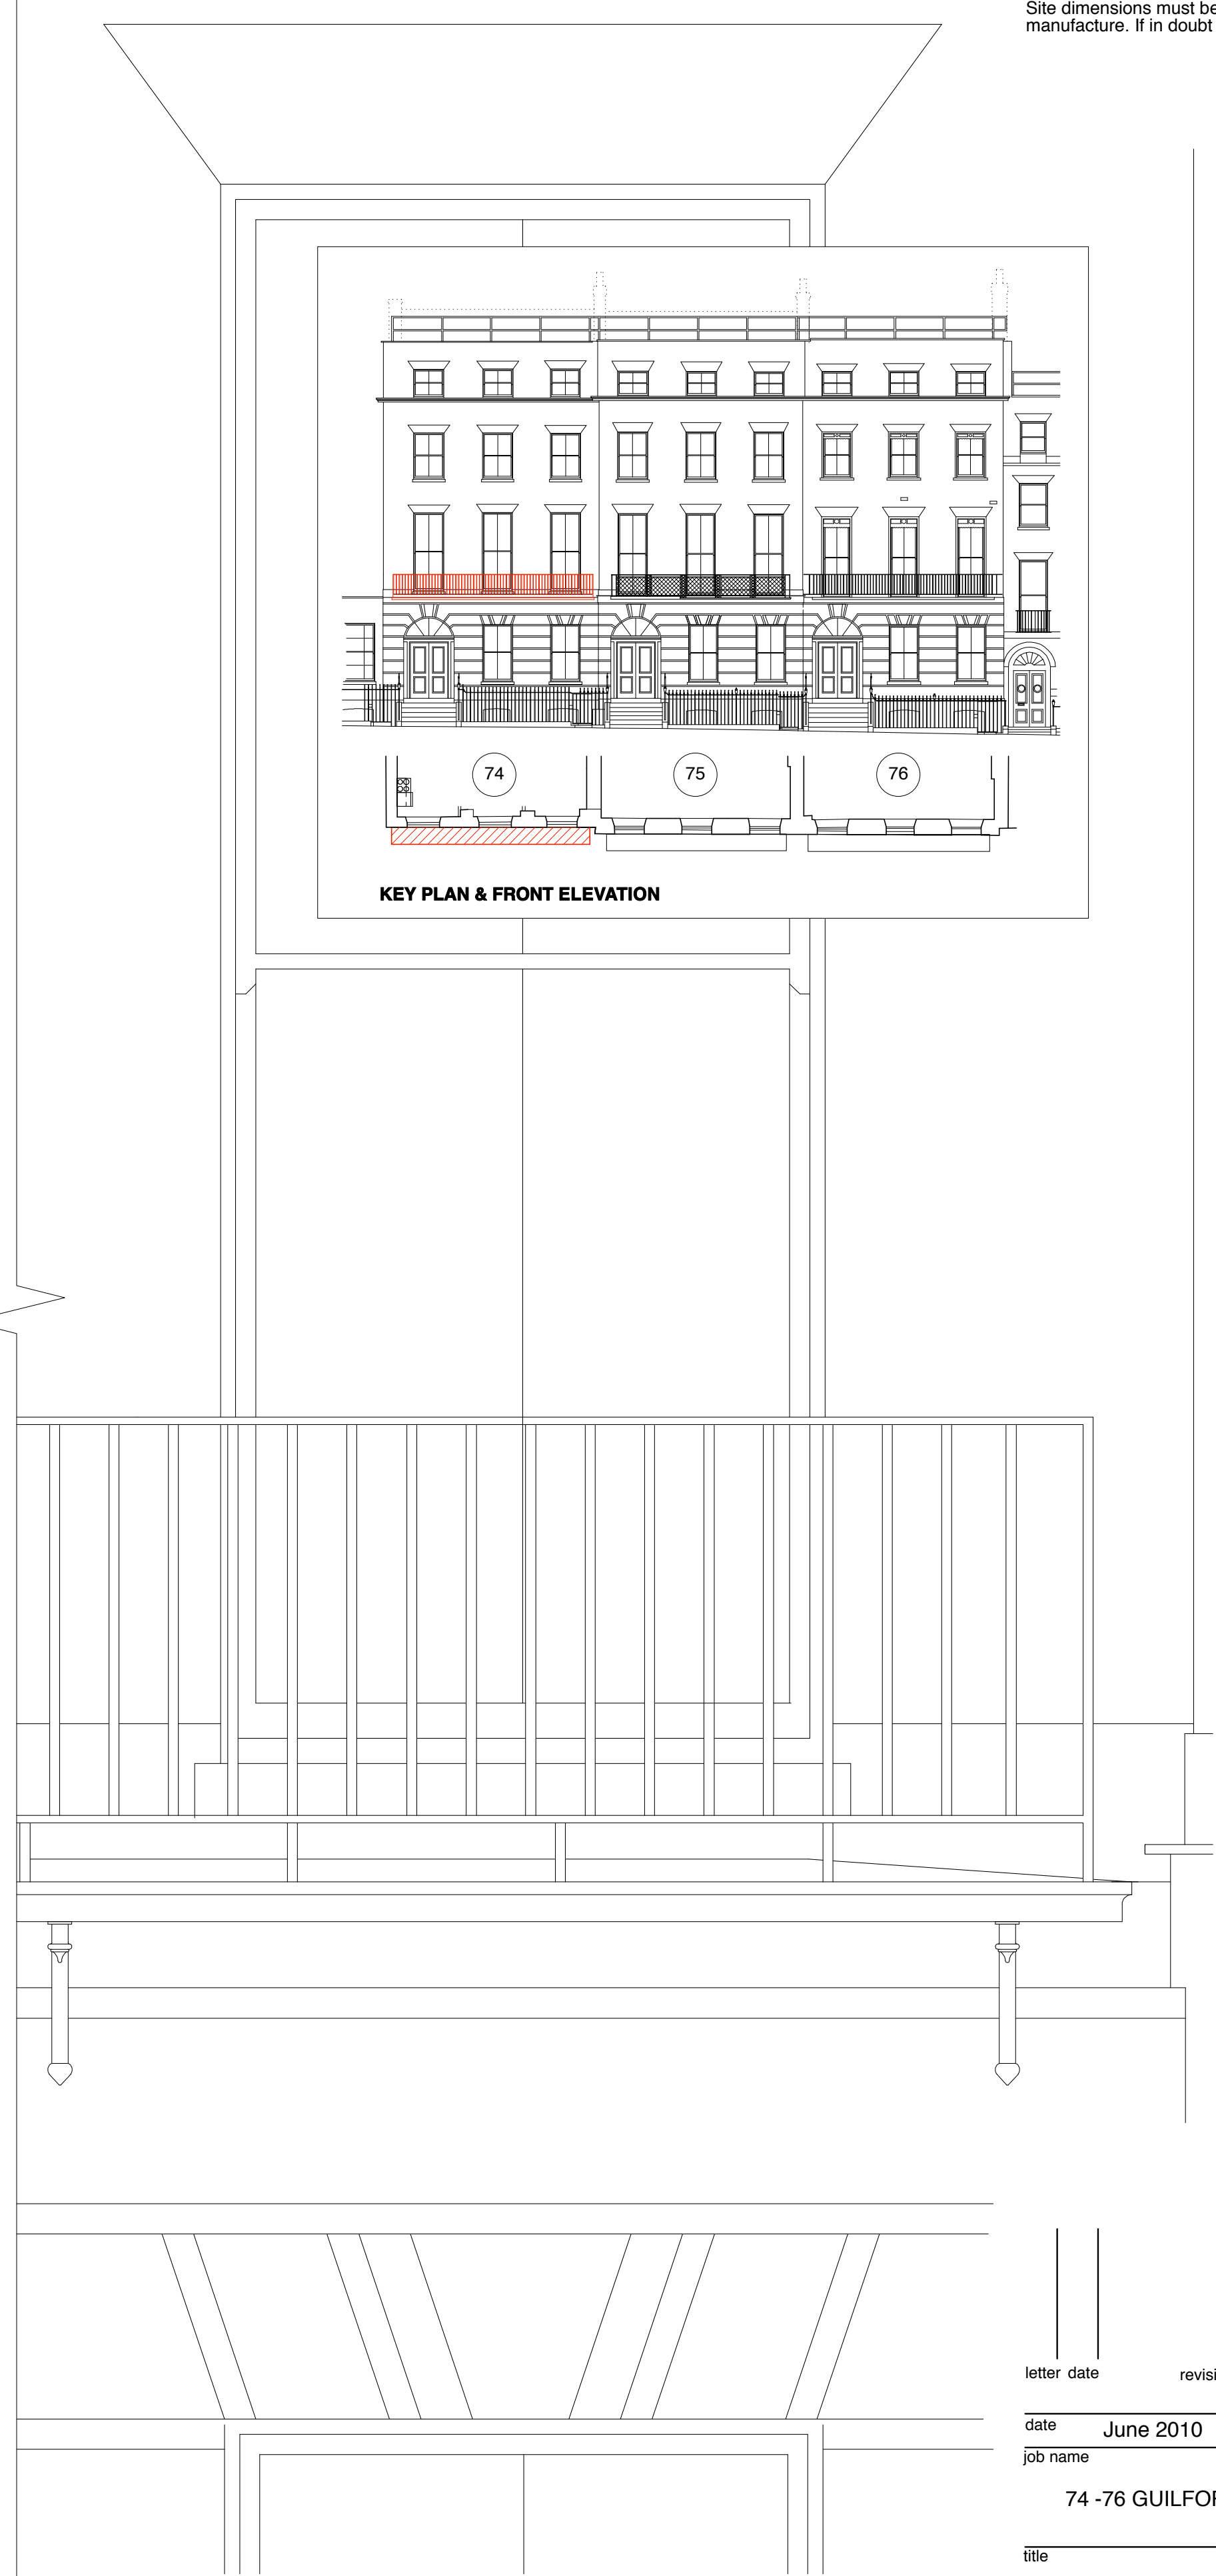 Site dimensions must be
manufacture. If in doubt
74
75
76
KEY PLAN & FRONT ELEVATION
letter date
date June 2010
job name
74 -76
title